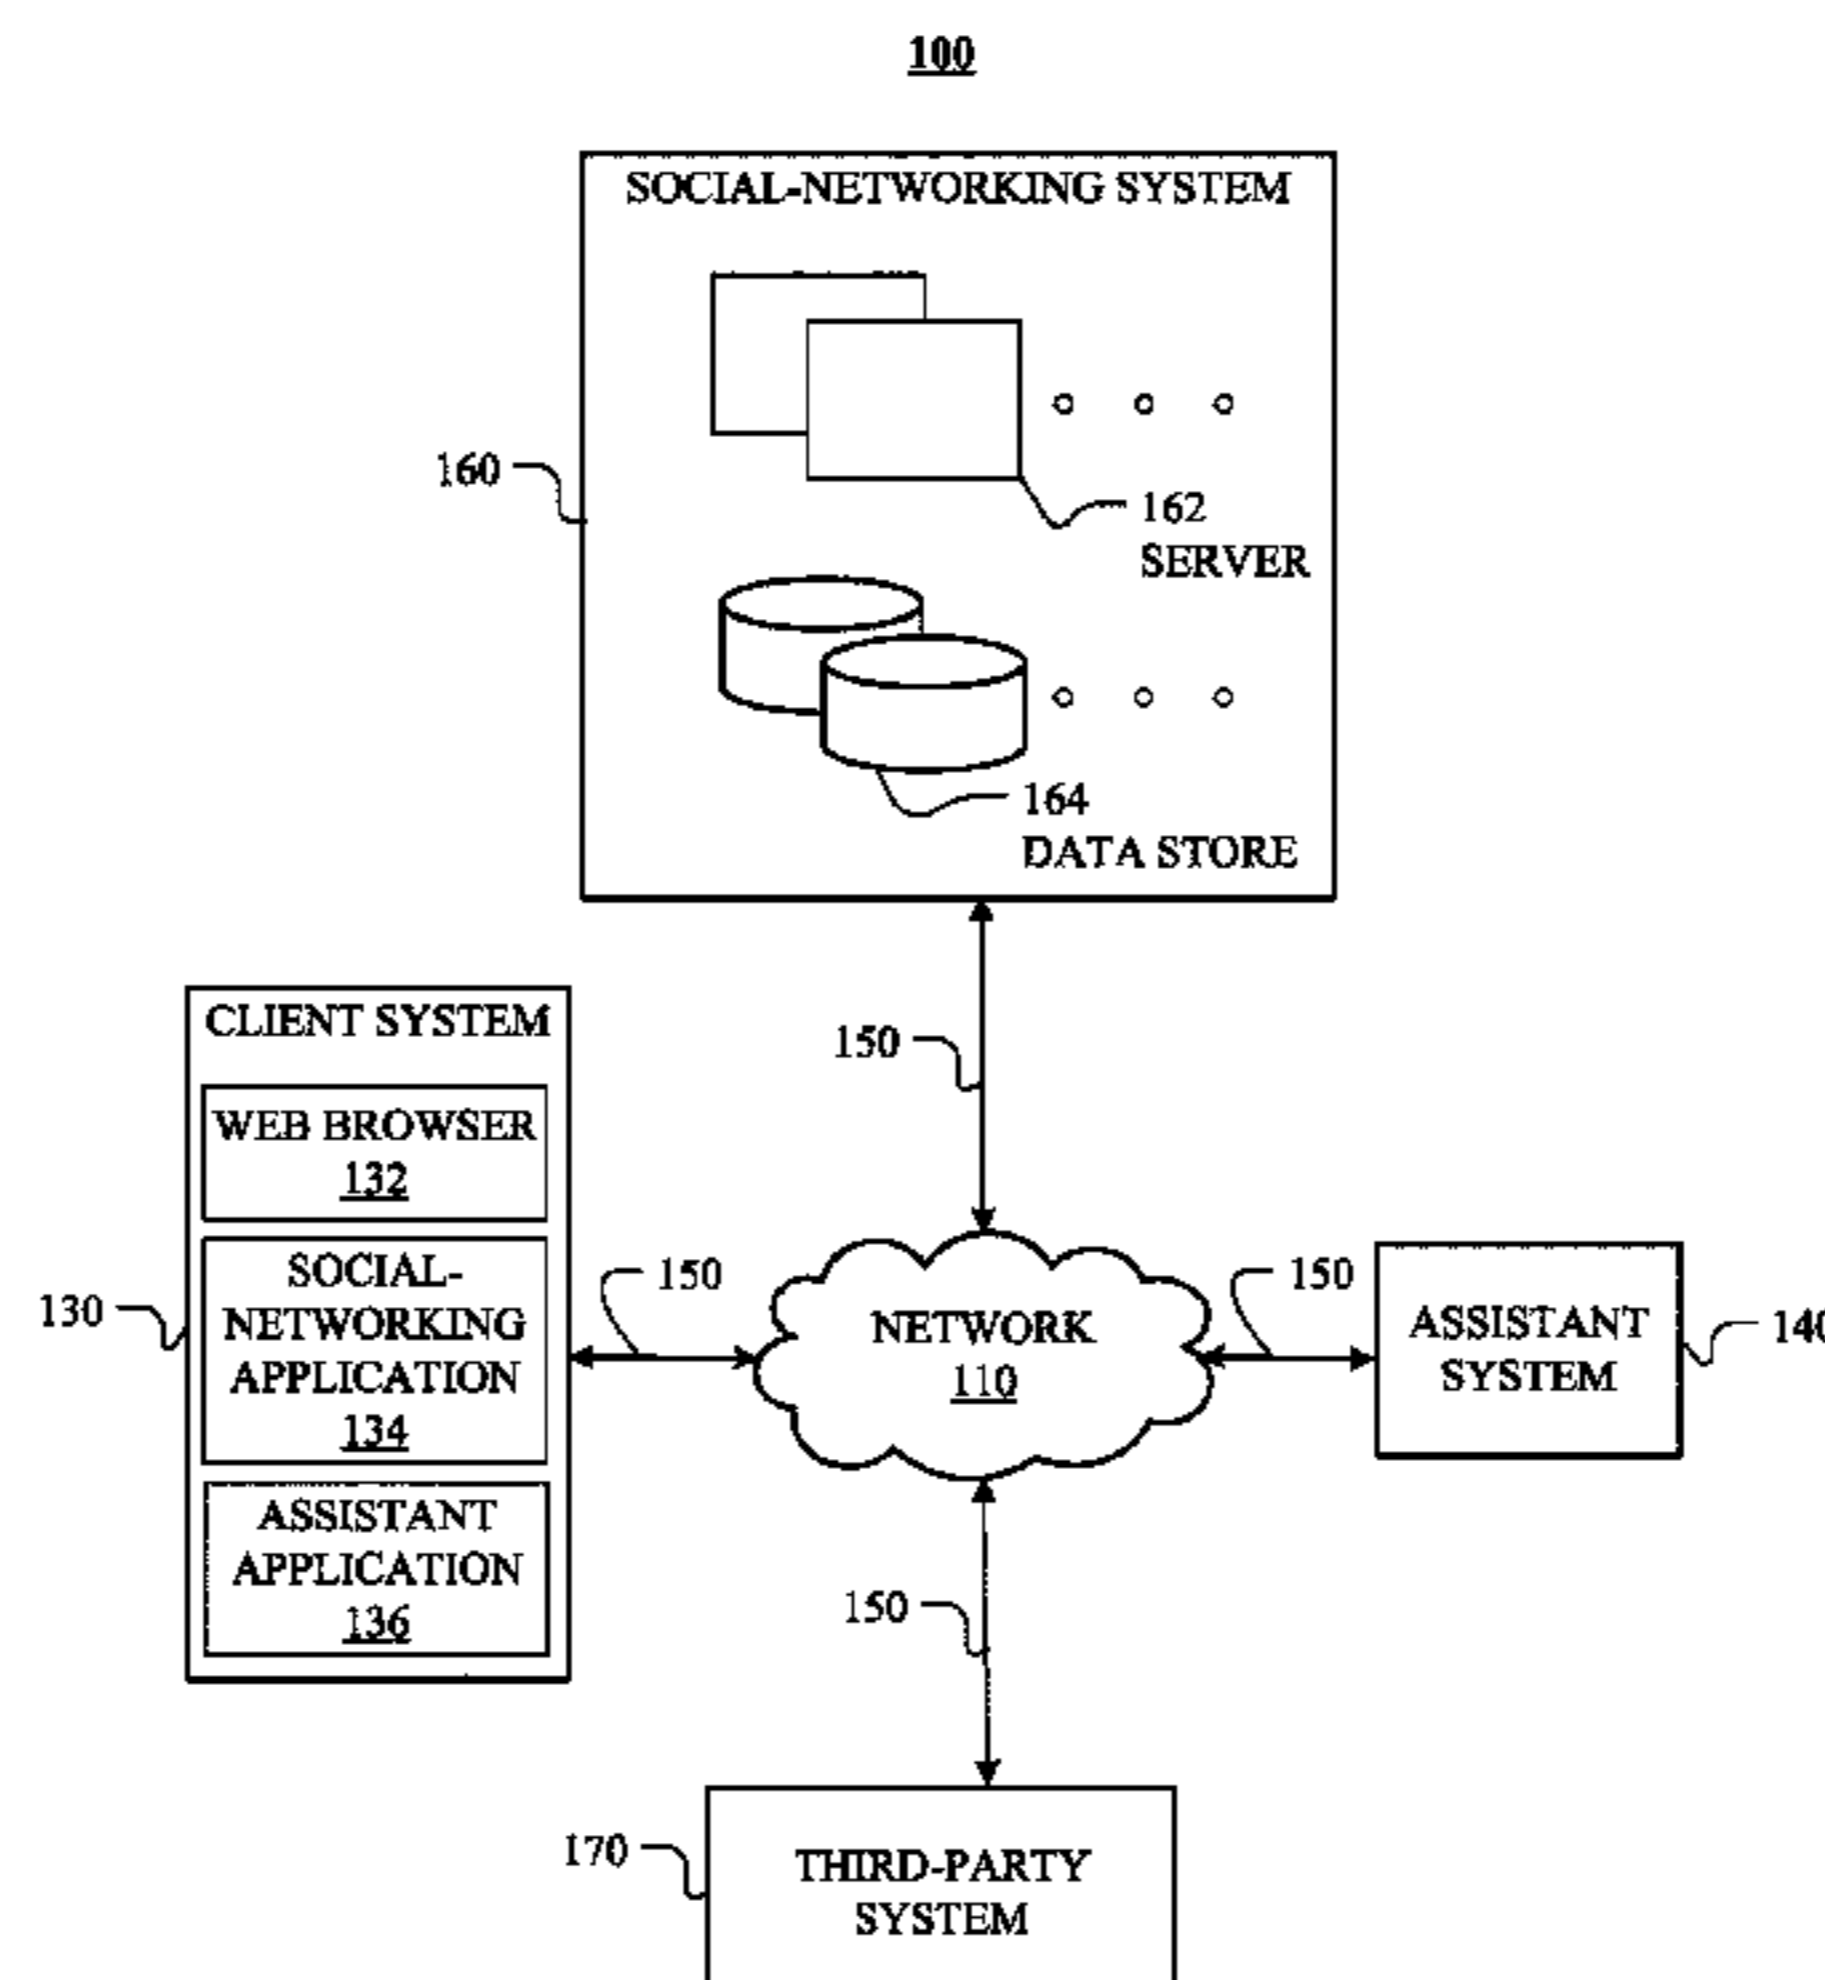 100
SOCIAL-NETWORKING SYSTEM
160
162
SERVER
164
DATA STORE
CLIENT SYSTEM
150
WEB BROWSER
132
SOCIAL-
NETWORKING
APPLICATION
134
130
150
NETWORK
110
150
ASSISTANT
SYSTEM
140
ASSISTANT
APPLICATION
136
150
170
THIRD-PARTY
SYSTEM